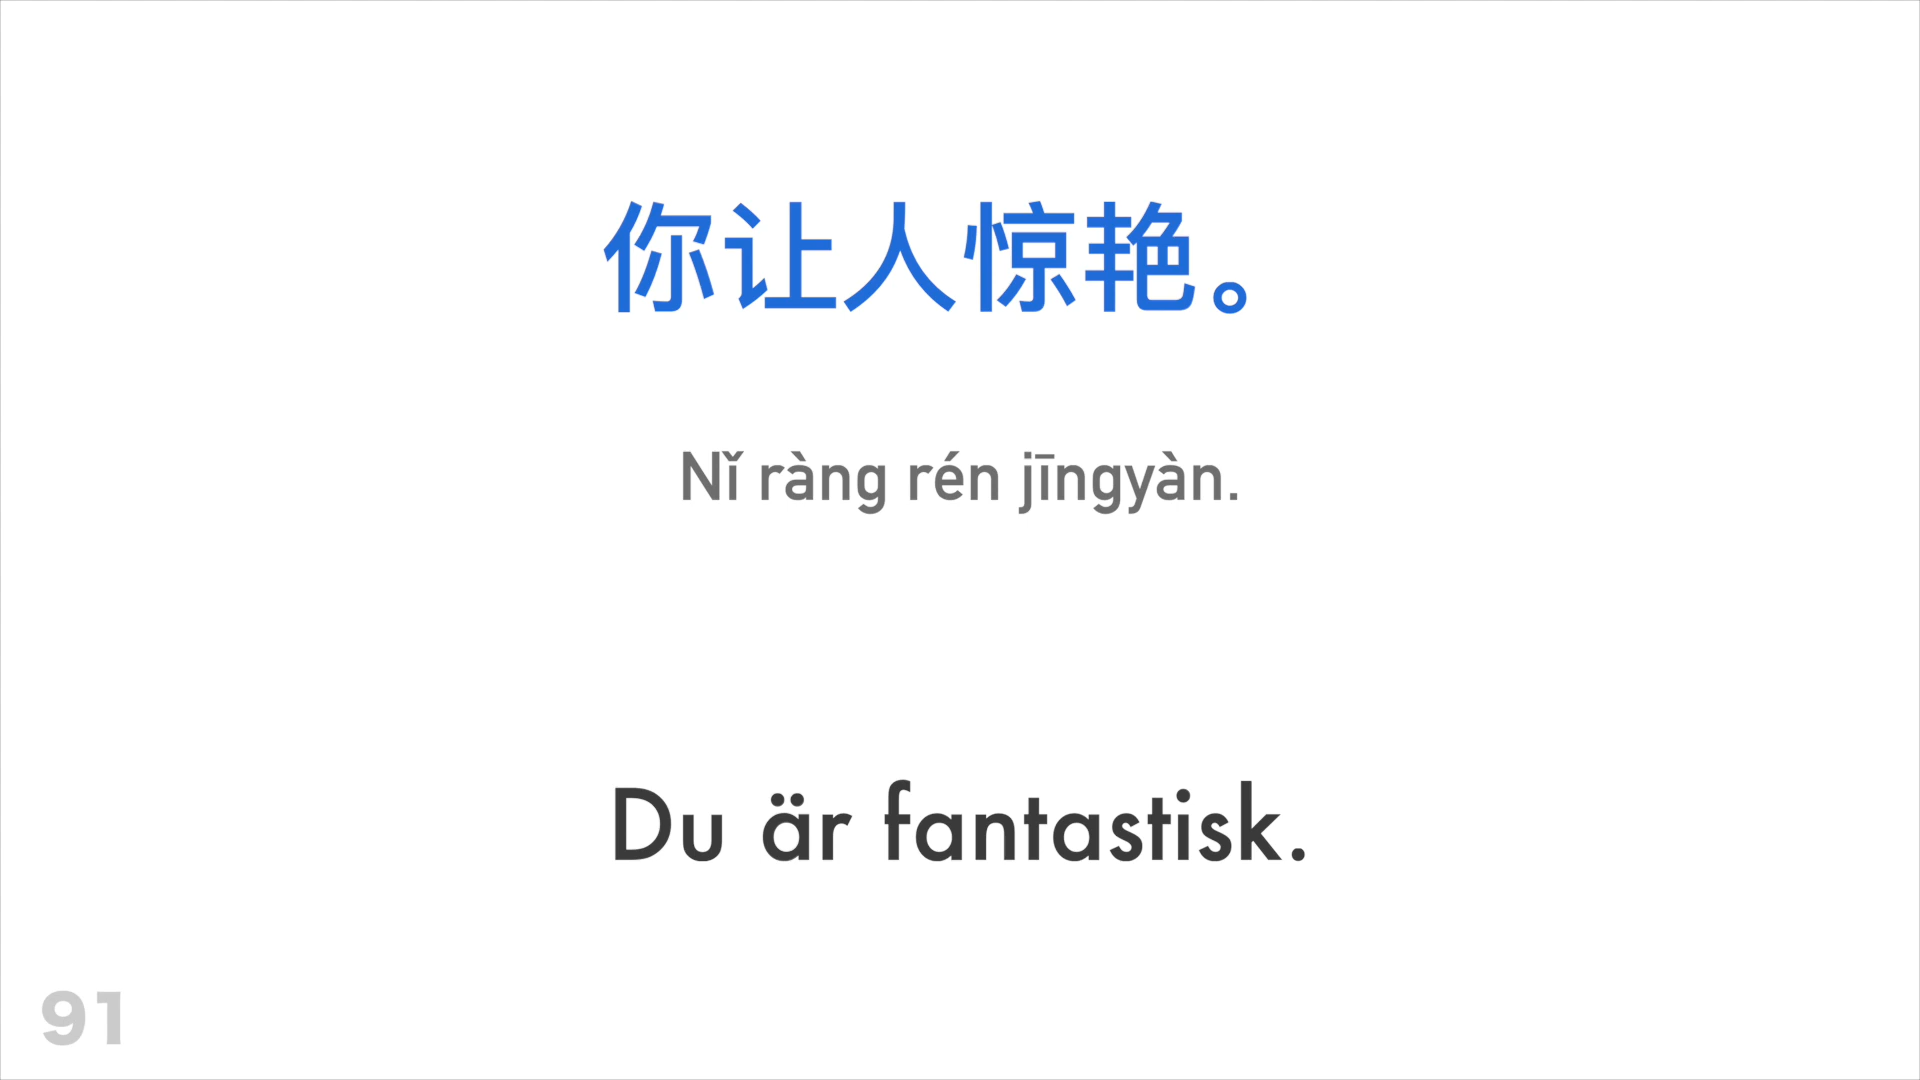 你让人惊艳。
Nǐ ràng rén jīngyàn.
Du är fantastisk.
91